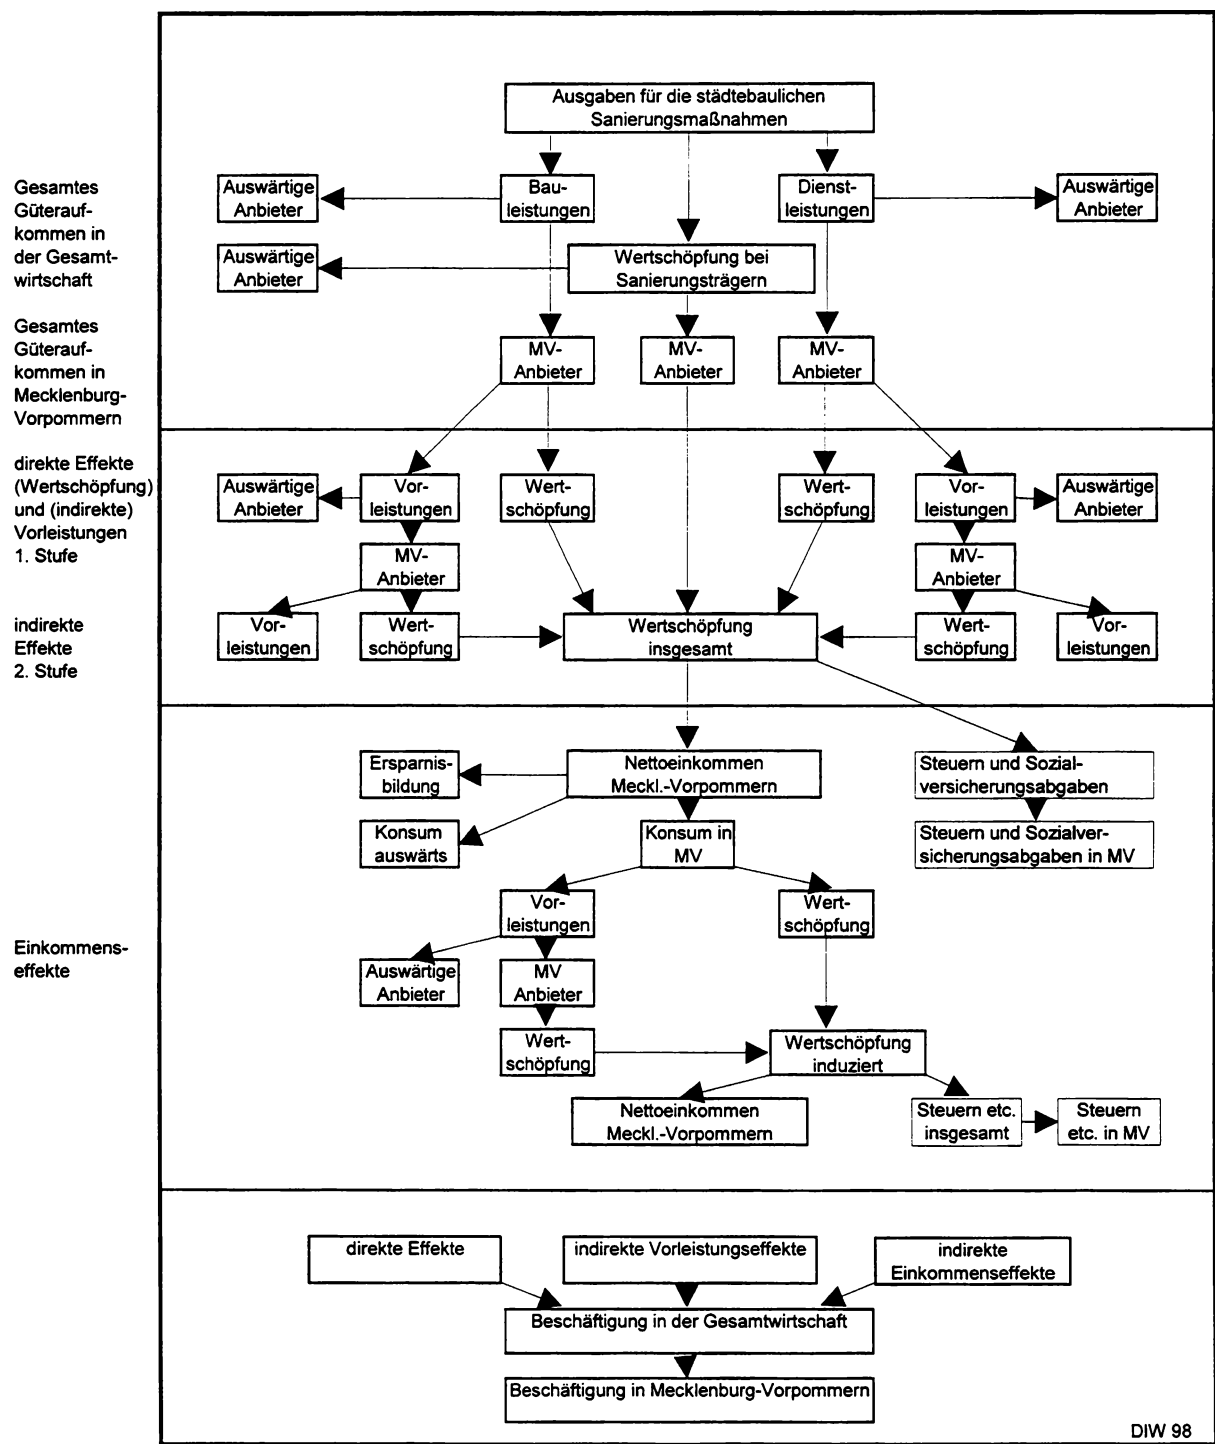 Ausgaben für die städtebaulichen
Sanierungsmaßnahmen
Gesamtes
Güterauf-
kommen in
der Gesamt-
wirtschaft
Auswärtige
Anbieter
Bau-
leistungen
Dienst-
leistungen
Auswärtige
Anbieter
Auswärtige
Anbieter
Wertschöpfung bei
Sanierungsträgern
Gesamtes
Güterauf-
kommen in
Mecklenburg-
Vorpommern
MV-
Anbieter
MV-
Anbieter
MV-
Anbieter
direkte Effekte
(Wertschöpfung)
und (indirekte)
Vorleistungen
1. Stufe
Auswärtige
Anbieter
Vor-
leistungen
Wert-
schöpfung
Wert-
schöpfung
Vor-
leistungen
Auswärtige
Anbieter
MV-
Anbieter
MV-
Anbieter
indirekte
Effekte
2. Stufe
Vor-
leistungen
Wert-
schöpfung
Wertschöpfung
insgesamt
Wert-
schöpfung
Vor-
leistungen
Ersparnis-
bildung
Nettoeinkommen
Meckl.-Vorpommern
Steuern und Sozial-
versicherungsabgaben
Konsum
auswärts
Konsum in
MV
Steuern und Sozialver-
sicherungsabgaben in MV
Vor-
leistungen
Wert-
schöpfung
Einkommens-
effekte
Auswärtige
Anbieter
MV
Anbieter
Wert-
schöpfung
Wertschöpfung
induziert
Nettoeinkommen
Meckl.-Vorpommern
Steuern etc.
insgesamt
Steuern
etc. in MV
direkte Effekte
indirekte Vorleistungseffekte
indirekte
Einkommenseffekte
Beschäftigung in der Gesamtwirtschaft
Beschäftigung in Mecklenburg-Vorpommern
DIW 98